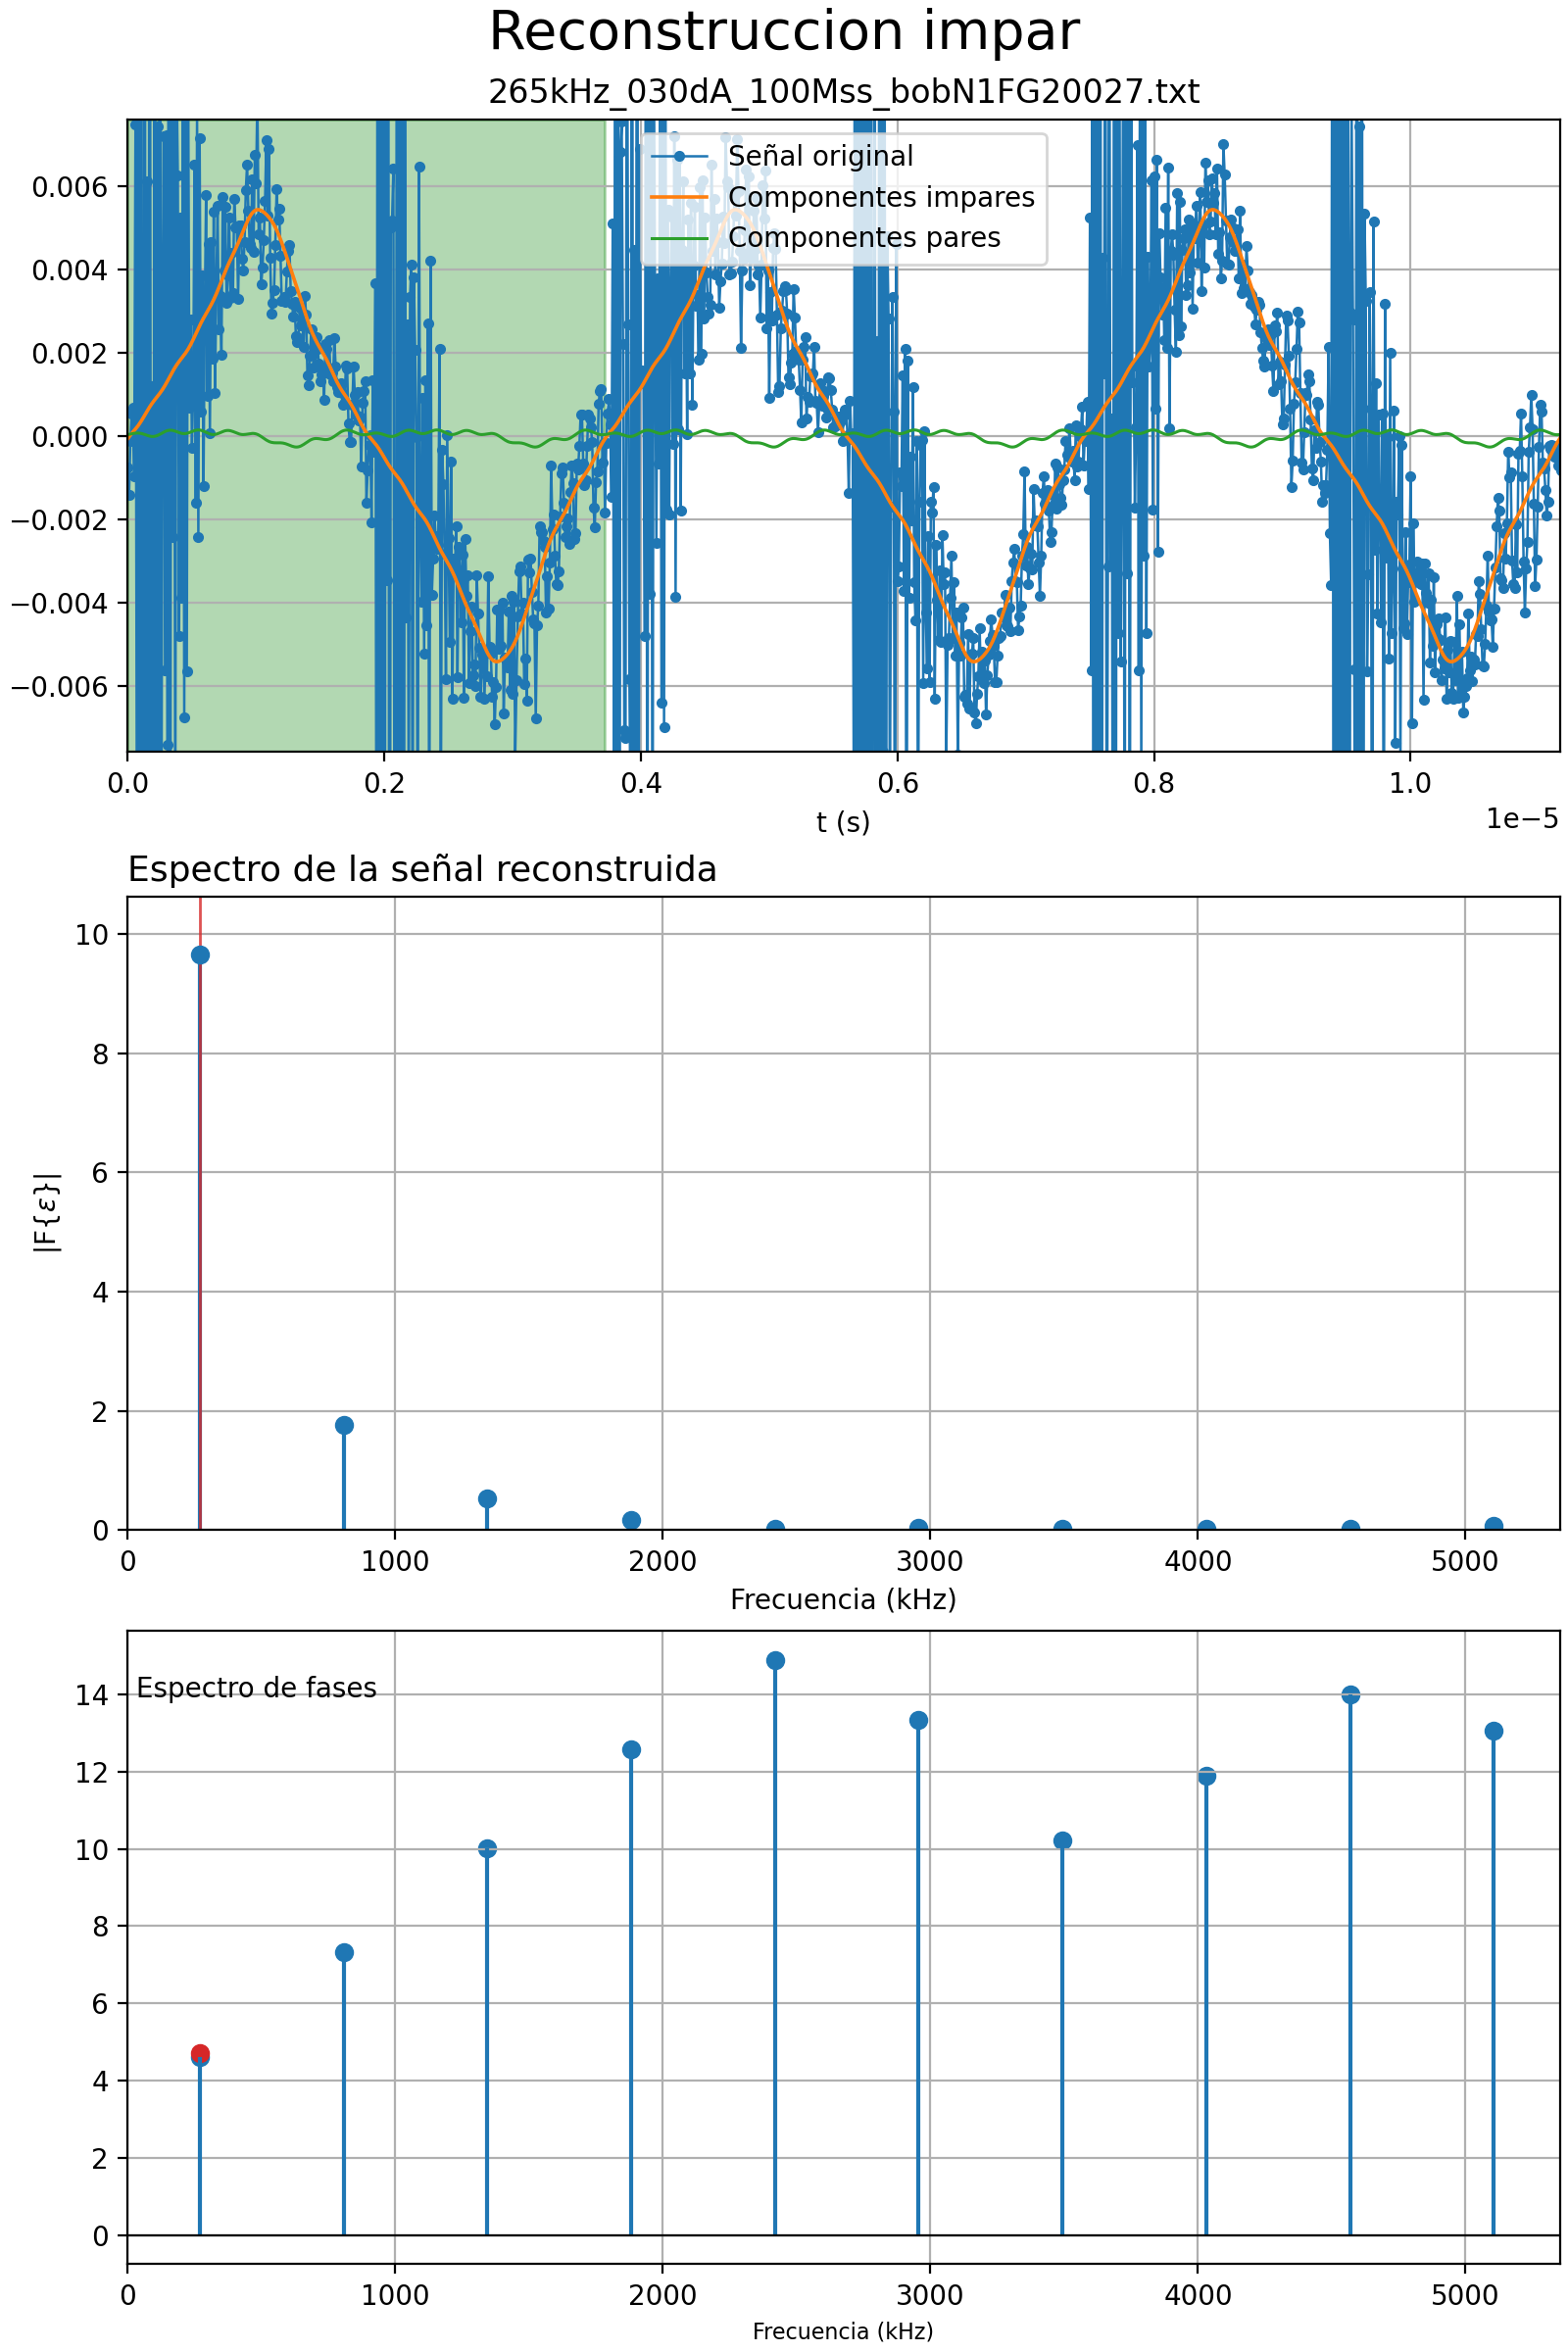 Reconstruccion impar
265kHz_030dA_100Mss_bobN1FG20027.txt
Señal original
Componentes impares
Componentes pares
0.006
0.004
0.002
0.000
−0.002
−0.004
−0.006
0.0 0.2 0.4 0.6 0.8 1.0
1e−5
t (s)
Espectro de la señal reconstruida
10
8
6
4
2
0
|F{ε}|
0 1000 2000 3000 4000 5000
Frecuencia (kHz)
Espectro de fases
14
12
10
8
6
4
2
0
0 1000 2000 3000 4000 5000
Frecuencia (kHz)